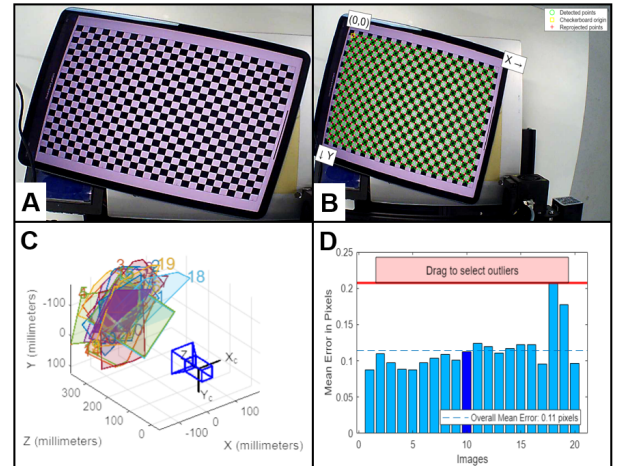 A
B
(0,0)
X →
↓ Y
Detected points
Checkerboard origin
Reprojected points
C
19
18
Y (millimeters)
-100
0
100
Z (millimeters)
300
200
100
0
X (millimeters)
-100
0
100
Z
Xc
Yc
D
Drag to select outliers
Mean Error in Pixels
0.25
0.2
0.15
0.1
0.05
0
Overall Mean Error: 0.11 pixels
0
5
10
15
20
Images